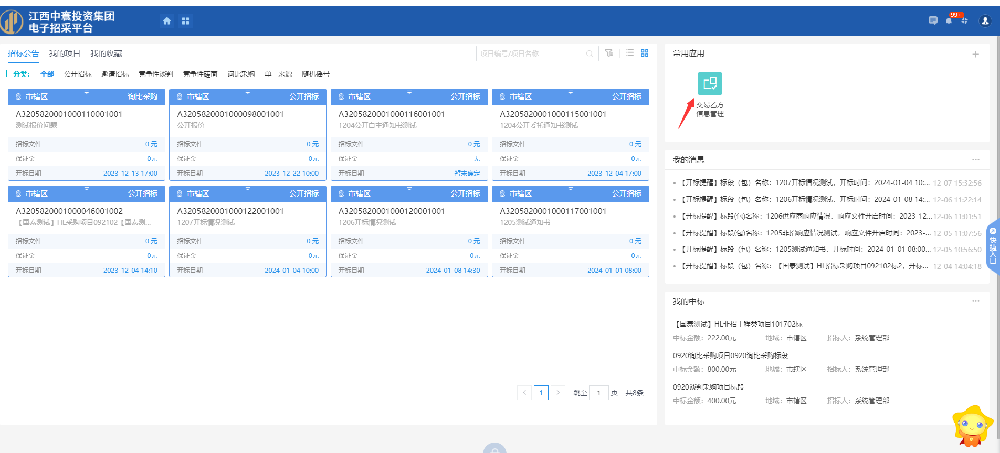 江西中寰投资集团
电子招采平台
99+
招标公告 我的项目 我的收藏
项目编号/项目名称
分类： 全部 公开招标 邀请招标 竞争性谈判 竞争性磋商 询比采购 单一来源 随机摇号
市辖区 询比采购
A3205820001000110001001
测试报价问题
招标文件 0 元
保证金 0元
开标日期 2023-12-13 17:00
市辖区 公开招标
A3205820001000098001001
公开报价
招标文件 0 元
保证金 0元
开标日期 2023-12-22 10:00
市辖区 公开招标
A3205820001000116001001
1204公开自主通知书测试
招标文件 0 元
保证金 无
开标日期 暂未确定
市辖区 公开招标
A3205820001000115001001
1204公开委托通知书测试
招标文件 0 元
保证金 0元
开标日期 2023-12-04 17:00
市辖区 公开招标
A3205820001000046001002
【国泰测试】HL采购项目092102【国泰测...
招标文件 0 元
保证金 0元
开标日期 2023-12-04 14:10
市辖区 公开招标
A3205820001000122001001
1207开标情况测试
招标文件 0 元
保证金 0元
开标日期 2024-01-04 10:00
市辖区 公开招标
A3205820001000120001001
1206开标情况测试
招标文件 0 元
保证金 0元
开标日期 2024-01-08 14:30
市辖区 公开招标
A3205820001000117001001
1205测试通知书
招标文件 0 元
保证金 0元
开标日期 2024-01-01 08:00
1 跳至 1 页 共8条
常用应用
交易乙方
信息管理
我的消息
【开标提醒】标段（包）名称：1207开标情况测试，开标时间：2024-01-04 10:... 12-07 15:32:56
【开标提醒】标段（包）名称：1206开标情况测试，开标时间：2024-01-08 14:... 12-06 11:22:14
【开标提醒】标段(包)名称：1206供应商响应情况，响应文件开启时间：2023-12... 12-06 11:01:51
【开标提醒】标段(包)名称：1205非招响应情况测试，响应文件开启时间：2023-... 12-05 11:07:56
【开标提醒】标段（包）名称：1205测试通知书，开标时间：2024-01-01 08:00... 12-05 10:56:50
【开标提醒】标段（包）名称：【国泰测试】HL招标采购项目092102标2，开标... 12-04 14:04:18
快捷入口
我的中标
【国泰测试】HL非招工程类项目101702标
中标金额：222.00元 地域：市辖区 招标人：系统管理部
0920询比采购项目0920询比采购标段
中标金额：800.00元 地域：市辖区 招标人：系统管理部
0920谈判采购项目标段
中标金额：400.00元 地域：市辖区 招标人：系统管理部